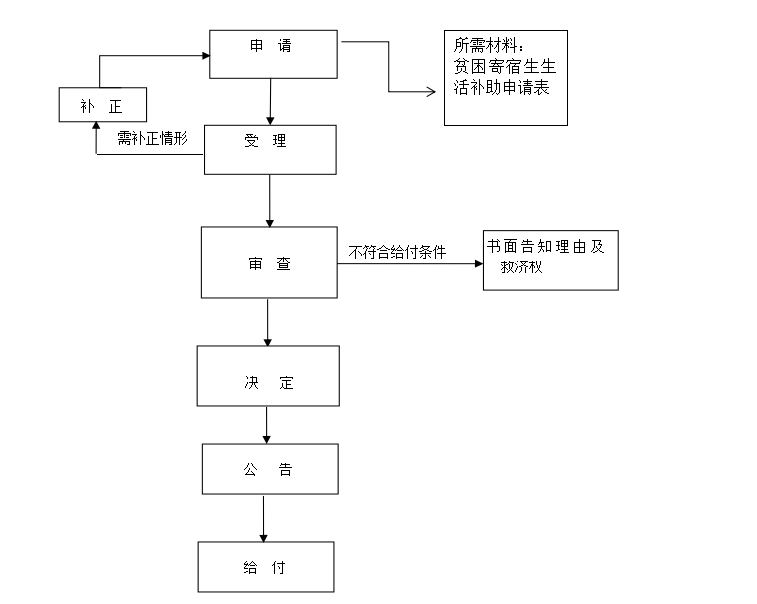 申 请
所需材料：
贫困寄宿生生
活补助申请表
补 正
需补正情形
受 理
不符合给付条件
书面告知理由及
救济权
审 查
决 定
公 告
给 付